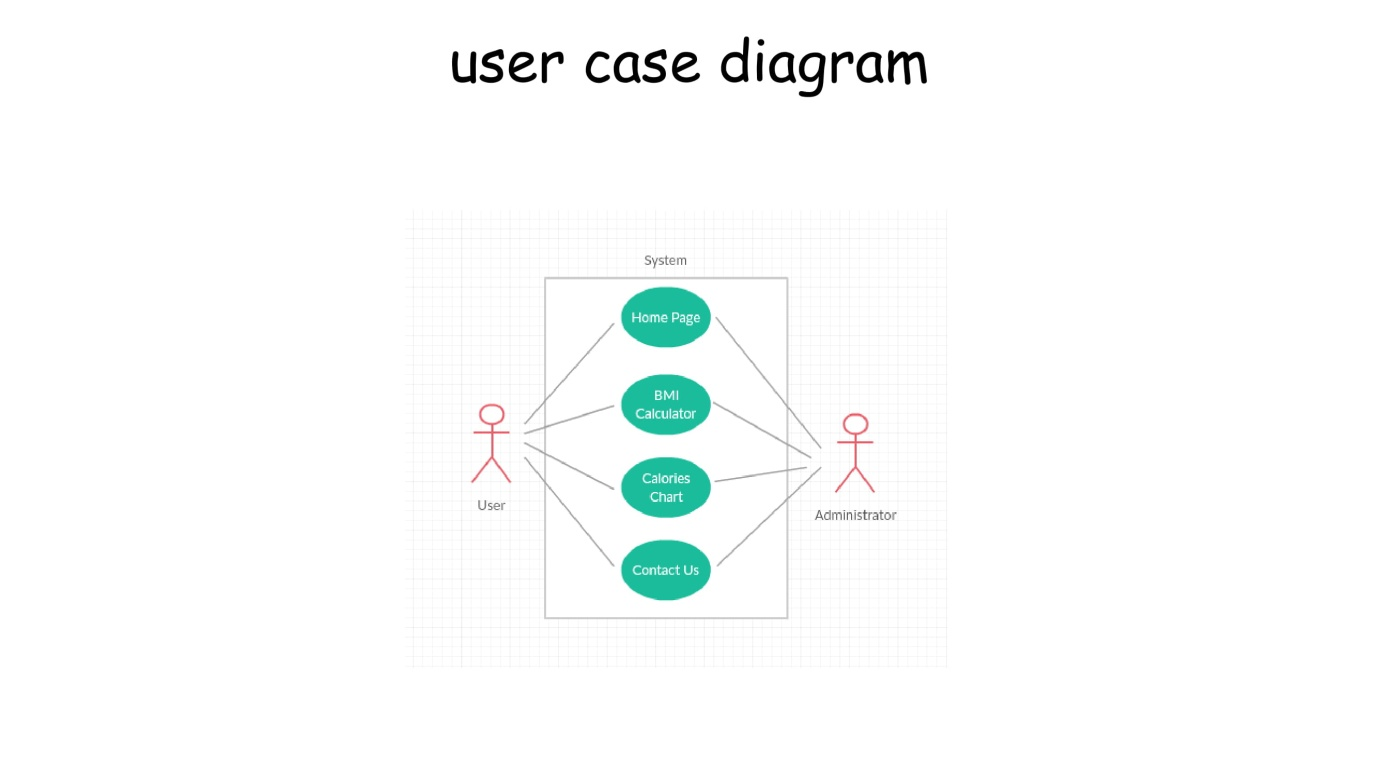 user case diagram
System
Home Page
BMI
Calculator
Calories
Chart
User
Administrator
Contact Us